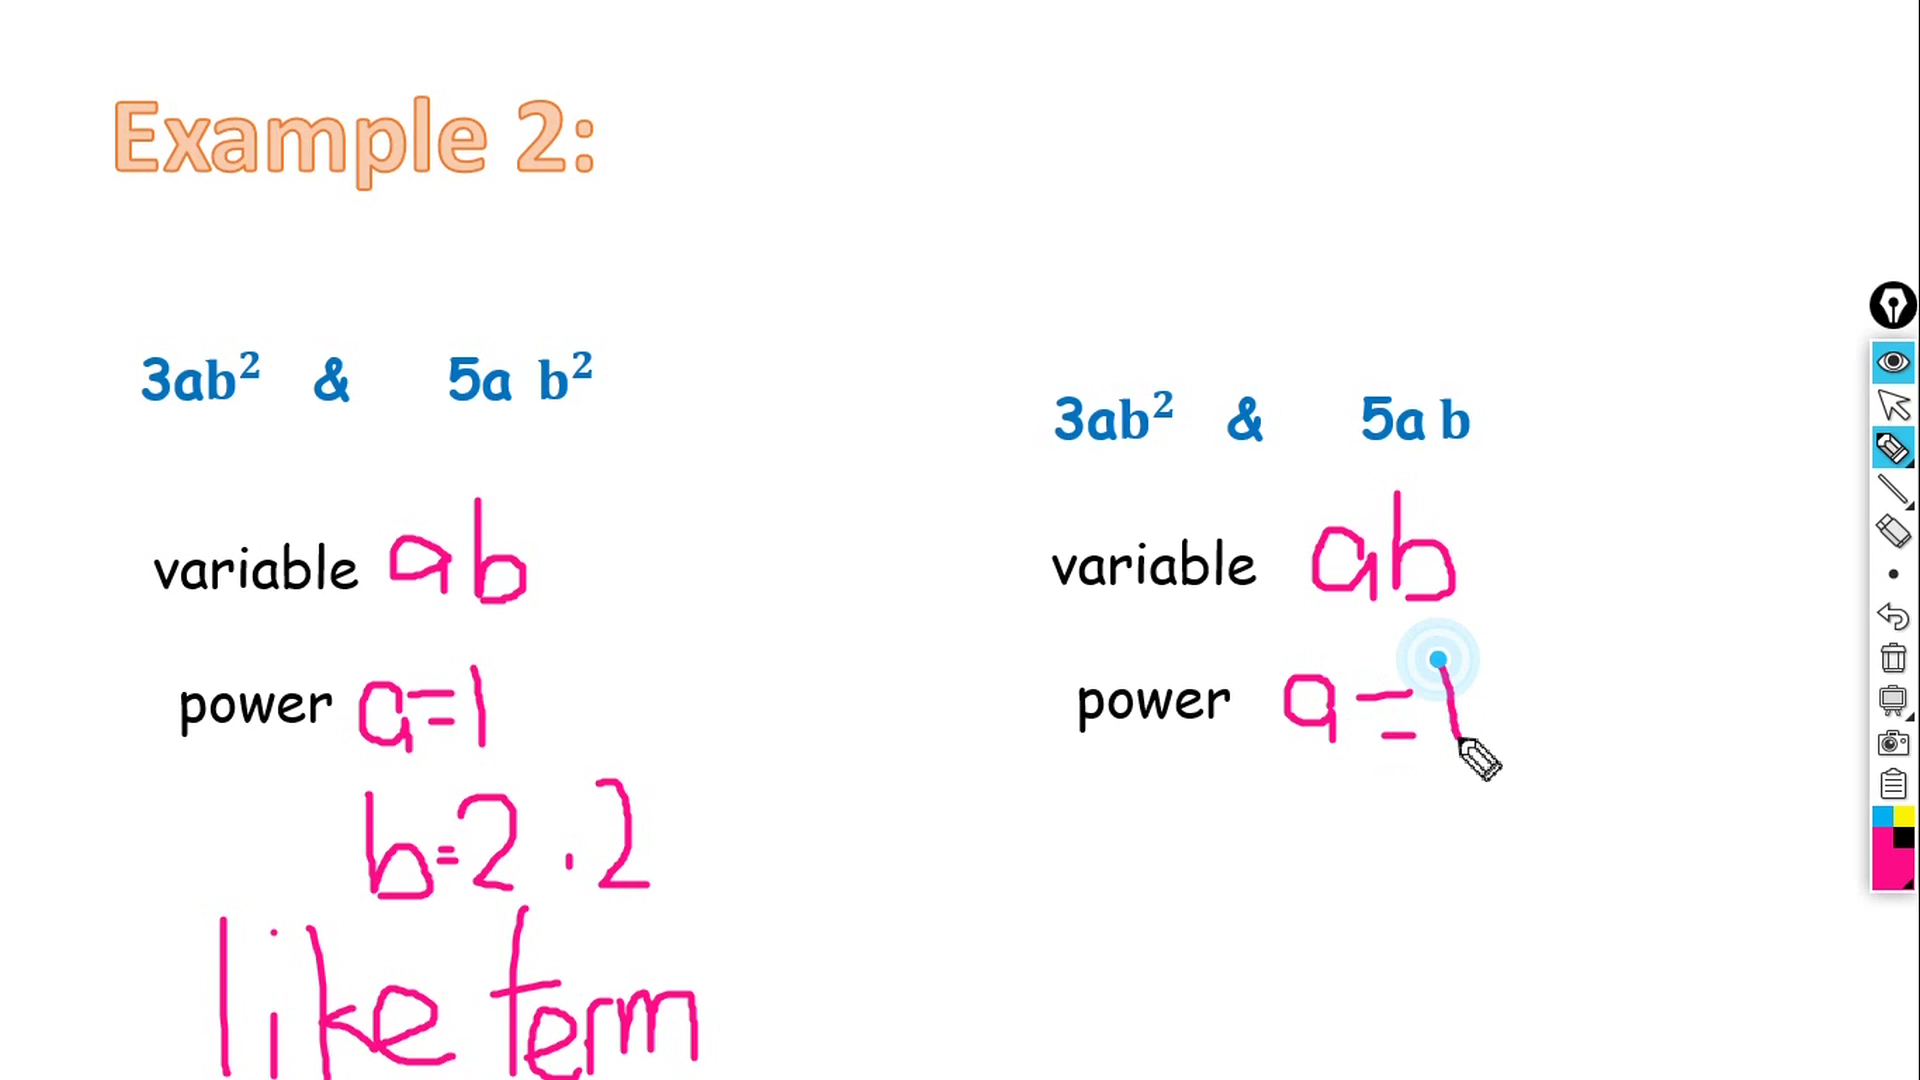 Example 2:
3ab² & 5a b²
variable ab
power a=1
b=2 . 2
like term
3ab² & 5a b
variable ab
power a=1